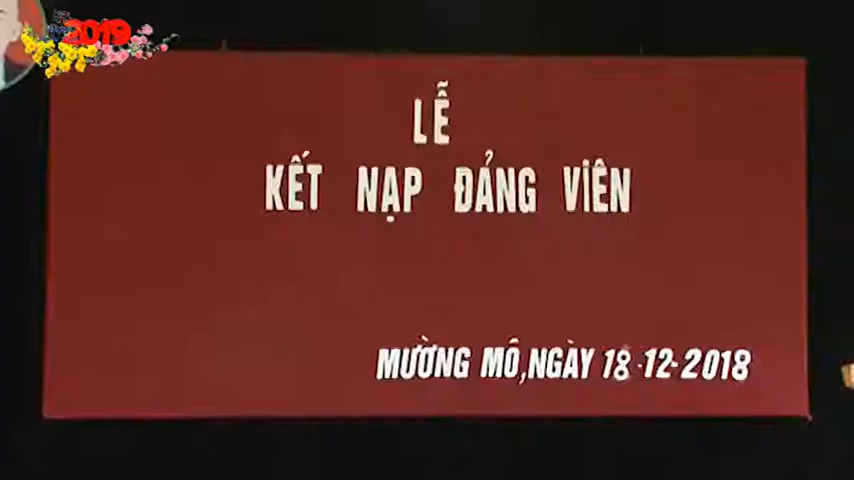 2019
LỄ
KẾT NẠP ĐẢNG VIÊN
MƯỜNG MÔ, NGÀY 18-12-2018